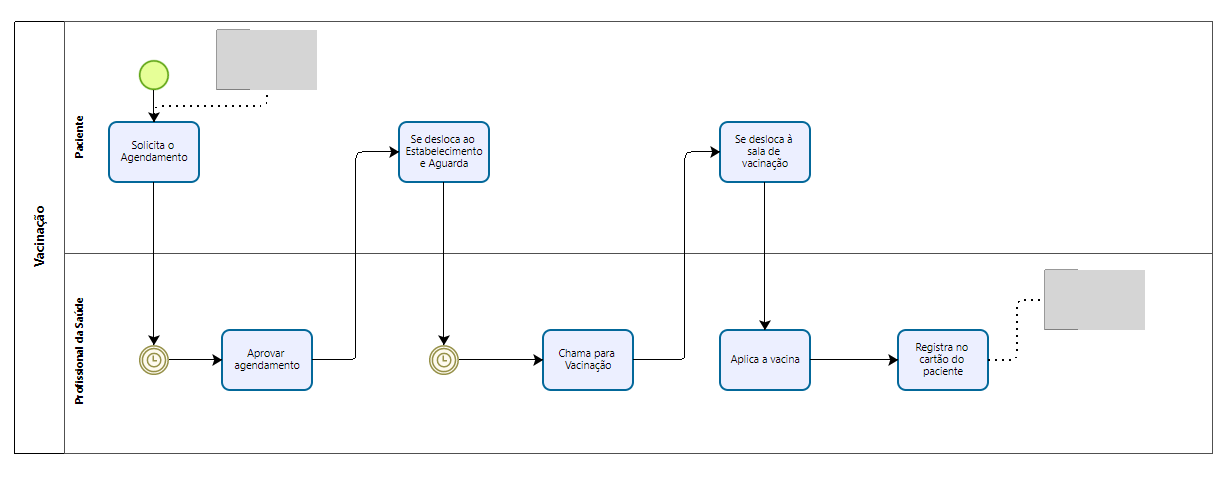 Vacinação
Paciente
Solicita o
Agendamento
Se desloca ao
Estabelecimento
e Aguarda
Se desloca à
sala de
vacinação
Profissional da Saúde
Aprovar
agendamento
Chama para
Vacinação
Aplica a vacina
Registra no
cartão do
paciente